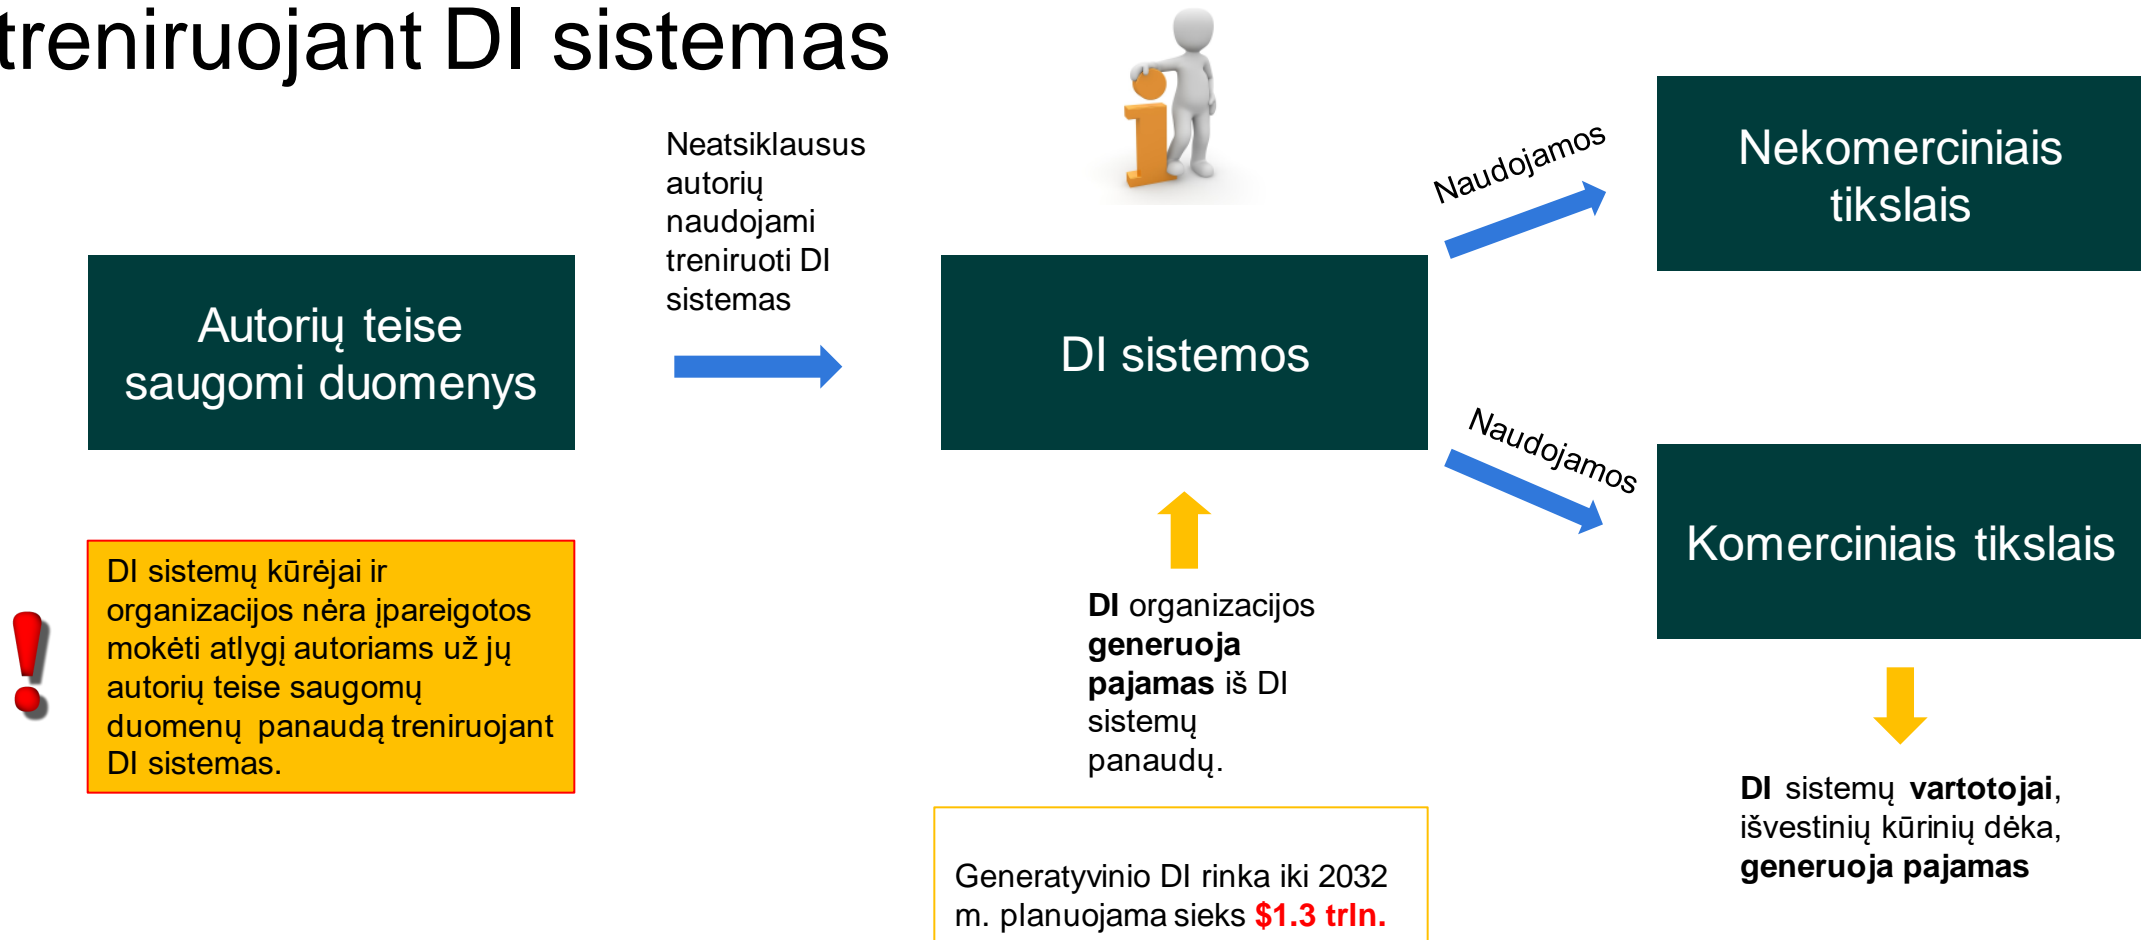 treniruojant DI sistemas
Neatsiklausus
autorių
naudojami
treniruoti DI
sistemas
Autorių teise
saugomi duomenys
DI sistemos
Naudojamos
Nekomerciniais
tikslais
Naudojamos
Komerciniais tikslais
DI sistemų kūrėjai ir
organizacijos nėra įpareigotos
mokėti atlygį autoriams už jų
autorių teise saugomų
duomenų panaudą treniruojant
DI sistemas.
DI organizacijos
generuoja
pajamas iš DI
sistemų
panaudų.
Generatyvinio DI rinka iki 2032
m. planuojama sieks $1.3 trln.
DI sistemų vartotojai,
išvestinių kūrinių dėka,
generuoja pajamas